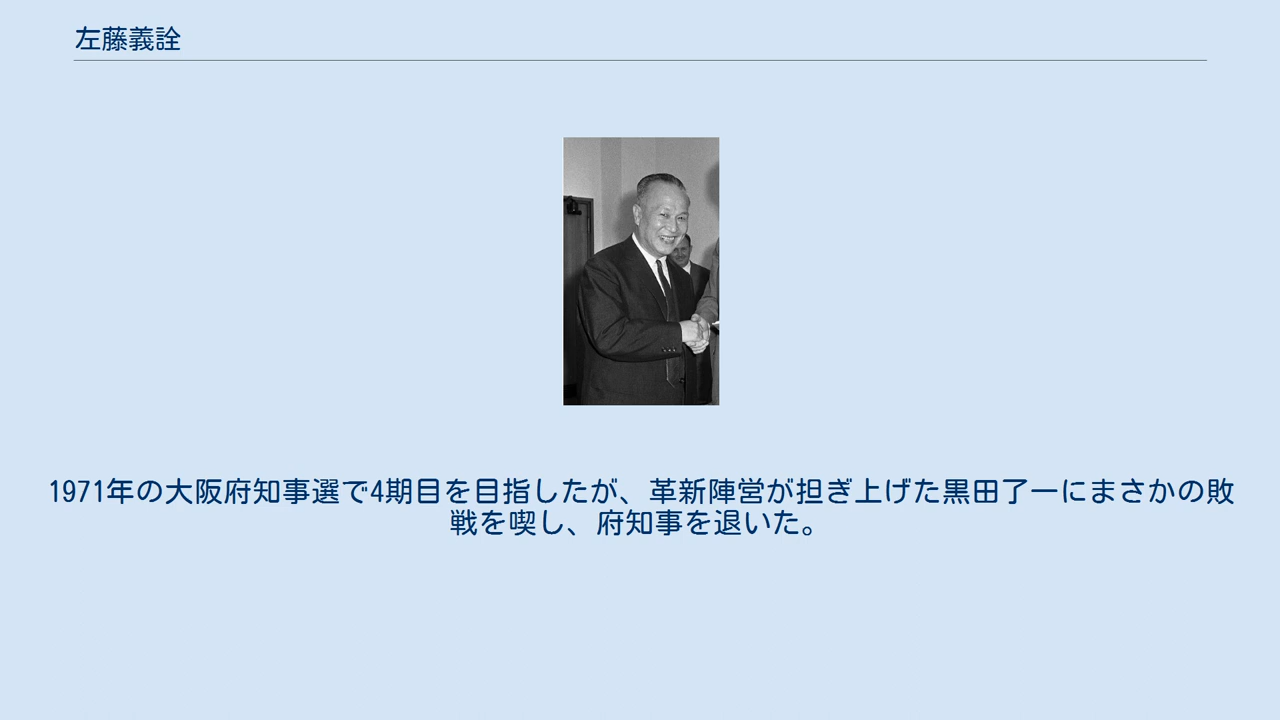 左藤義詮
1971年の大阪府知事選で4期目を目指したが、革新陣営が担ぎ上げた黒田了一にまさかの敗
戦を喫し、府知事を退いた。